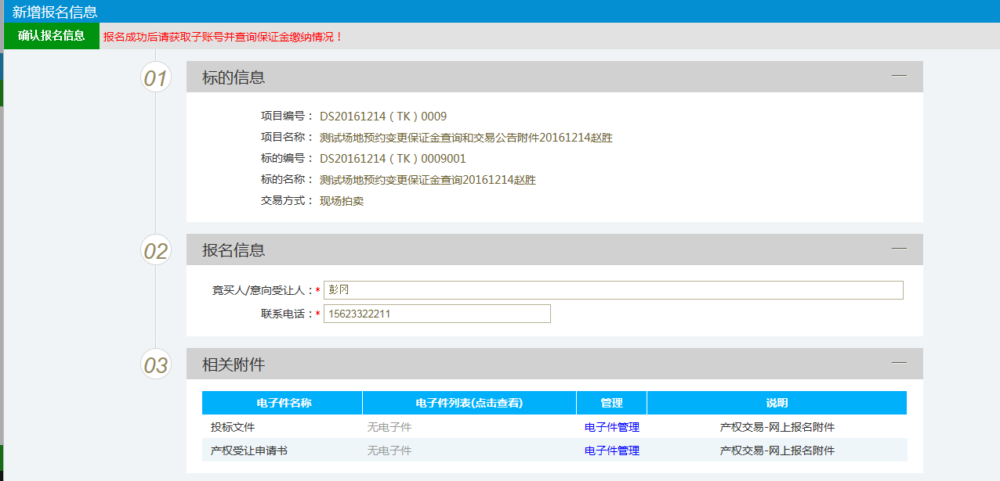 新增报名信息
确认报名信息 报名成功后请获取子账号并查询保证金缴纳情况！
01 标的信息
项目编号： DS20161214（TK）0009
项目名称： 测试场地预约变更保证金查询和交易公告附件20161214赵胜
标的编号： DS20161214（TK）0009001
标的名称： 测试场地预约变更保证金查询20161214赵胜
交易方式： 现场拍卖
02 报名信息
竞买人/意向受让人：* 彭冈
联系电话：* 15623322211
03 相关附件
电子件名称 电子件列表(点击查看) 管理 说明
投标文件 无电子件 电子件管理 产权交易-网上报名附件
产权受让申请书 无电子件 电子件管理 产权交易-网上报名附件